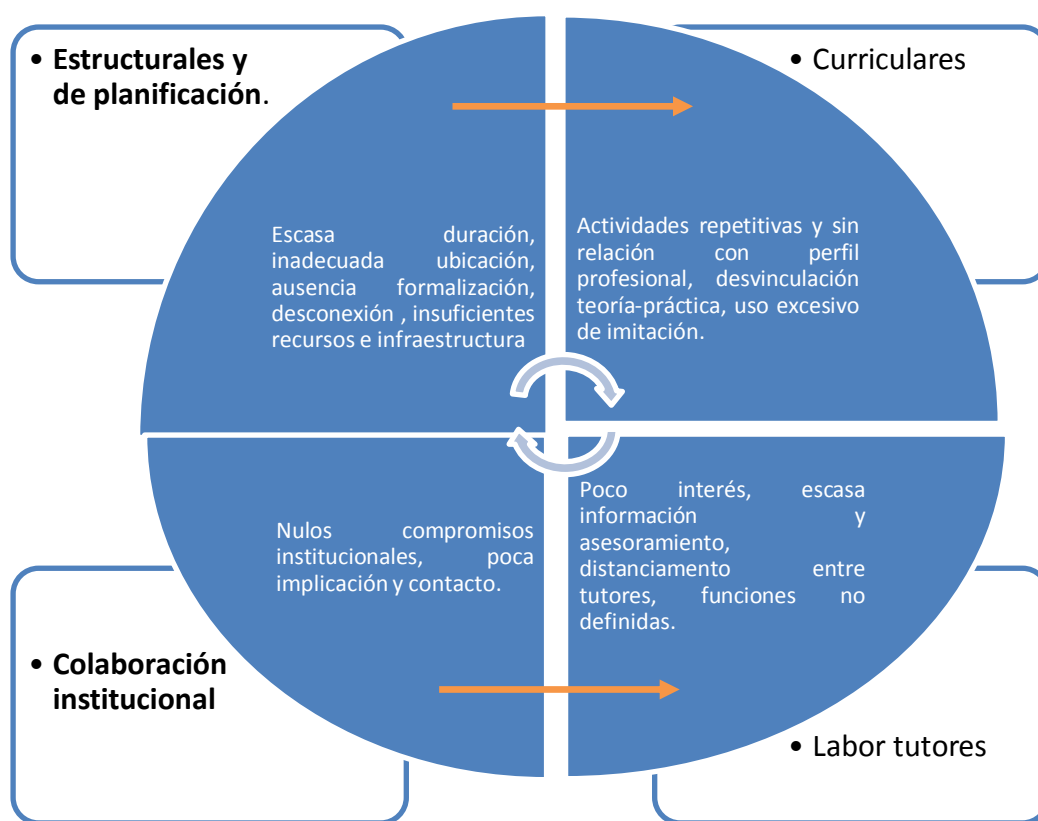 • Estructurales y
de planificación.
• Curriculares
Escasa duración,
inadecuada ubicación,
ausencia formalización,
desconexión , insuficientes
recursos e infraestructura
Actividades repetitivas y sin
relación con perfil
profesional, desvinculación
teoría-práctica, uso excesivo
de imitación.
Nulos compromisos
institucionales, poca
implicación y contacto.
Poco interés, escasa
información y
asesoramiento,
distanciamento entre
tutores, funciones no
definidas.
• Colaboración
institucional
• Labor tutores